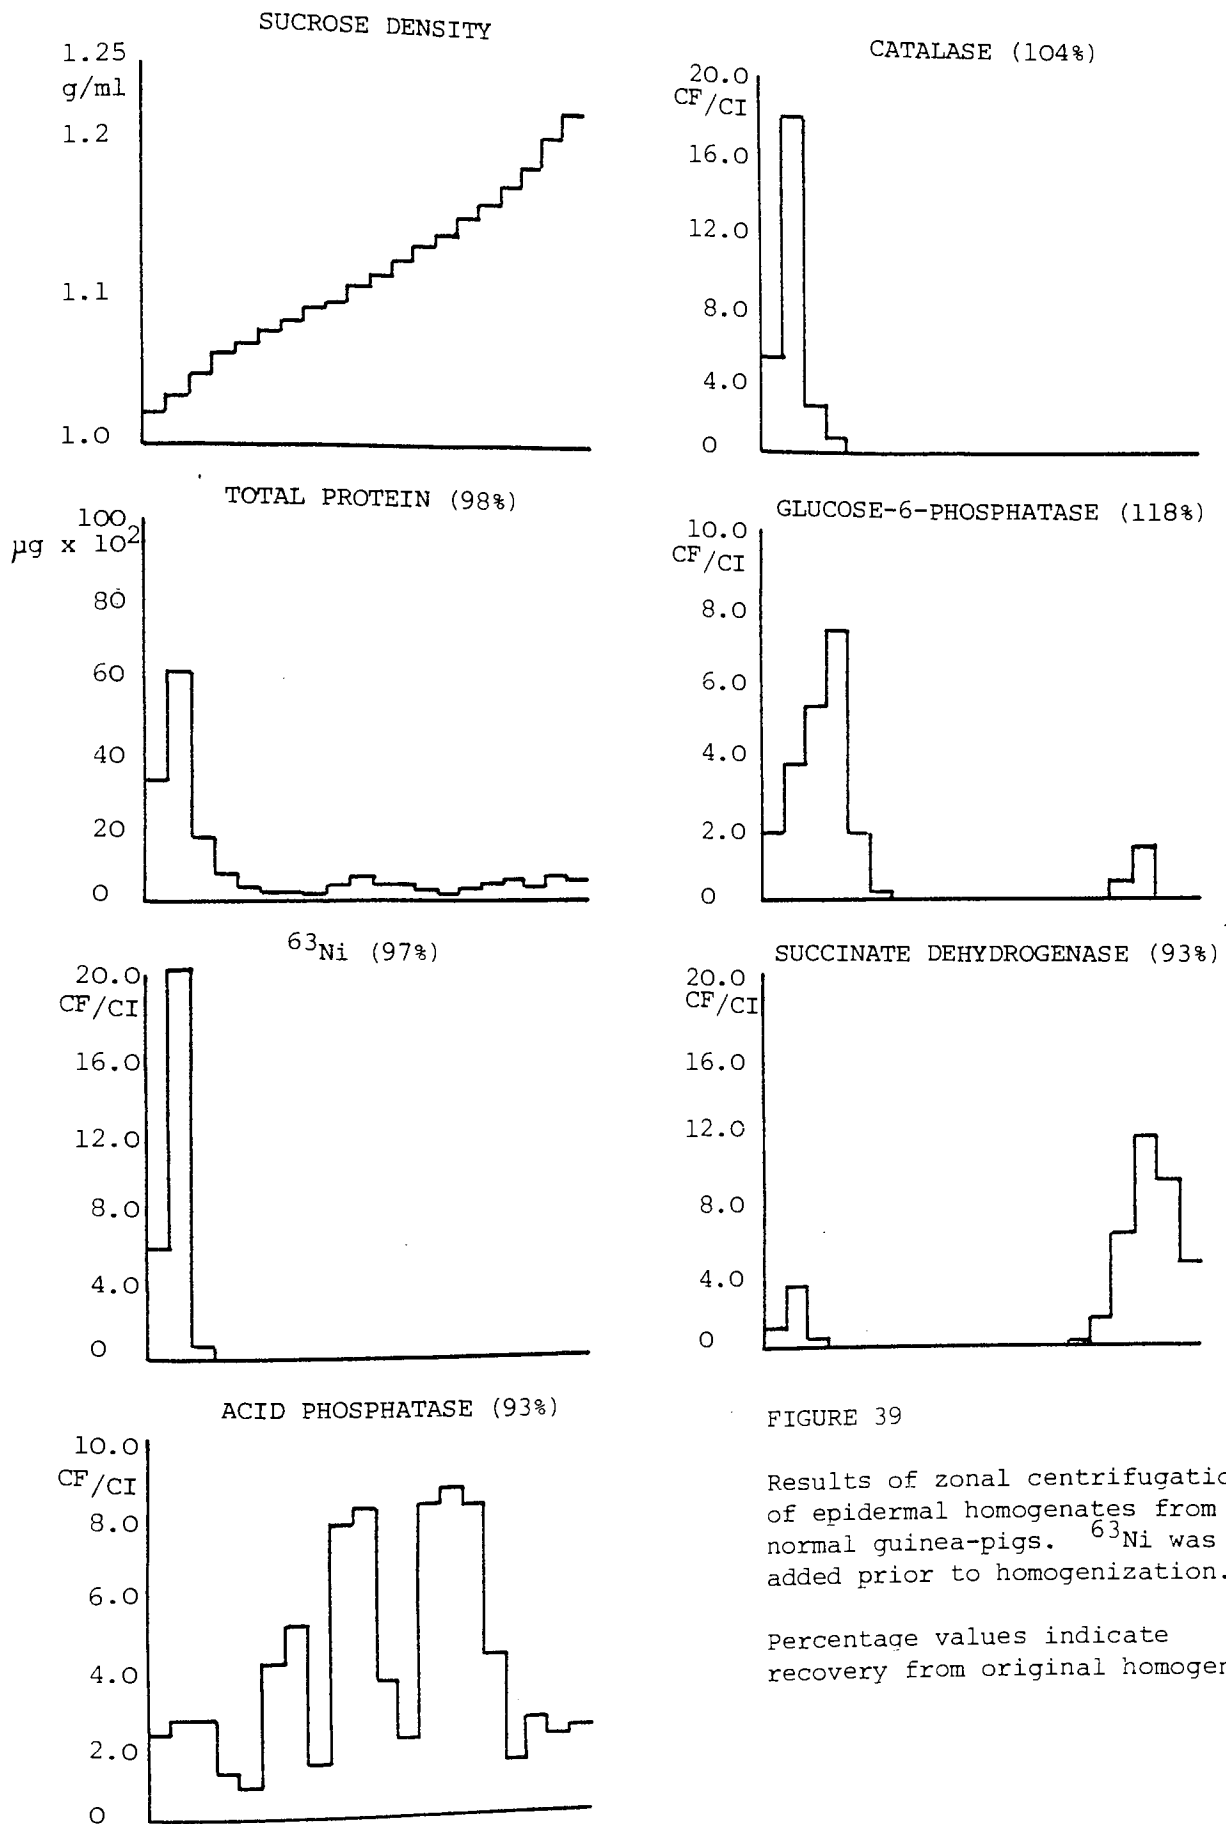 SUCROSE DENSITY
1.25
g/ml
1.2
1.1
1.0
CATALASE (104%)
20.0
CF/CI
16.0
12.0
8.0
4.0
0
TOTAL PROTEIN (98%)
100
µg x 10²
80
60
40
20
0
GLUCOSE-6-PHOSPHATASE (118%)
10.0
CF/CI
8.0
6.0
4.0
2.0
0
⁶³Ni (97%)
20.0
CF/CI
16.0
12.0
8.0
4.0
0
SUCCINATE DEHYDROGENASE (93%)
20.0
CF/CI
16.0
12.0
8.0
4.0
0
ACID PHOSPHATASE (93%)
10.0
CF/CI
8.0
6.0
4.0
2.0
0
FIGURE 39
Results of zonal centrifugatio
of epidermal homogenates from
normal guinea-pigs. ⁶³Ni was
added prior to homogenization.
Percentage values indicate
recovery from original homogen